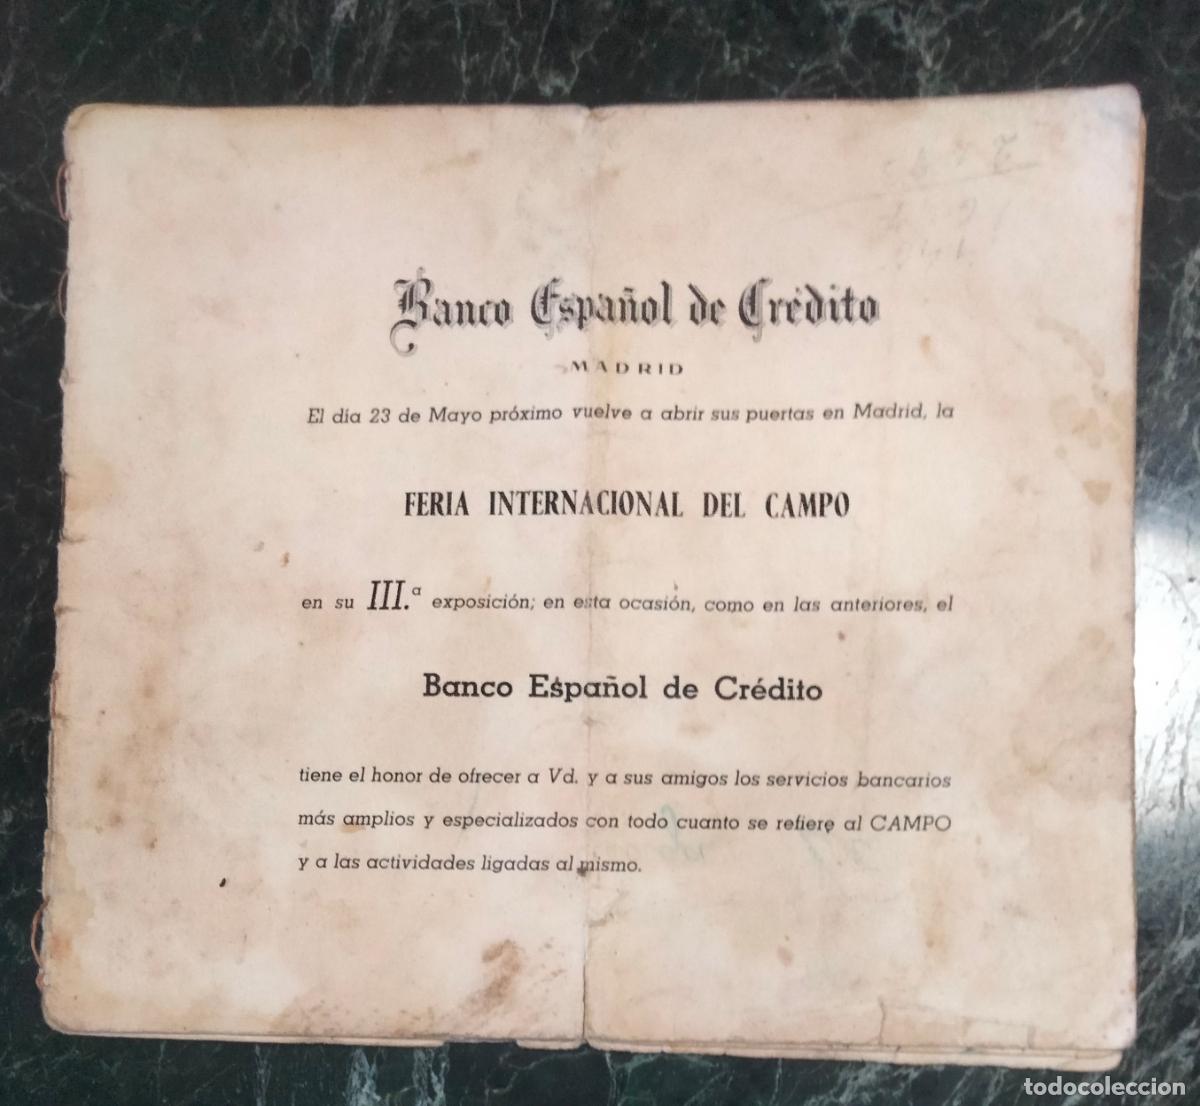 Banco Español de Crédito
MADRID
El día 23 de Mayo próximo vuelve a abrir sus puertas en Madrid, la
FERIA INTERNACIONAL DEL CAMPO
en su III.ª exposición; en esta ocasión, como en las anteriores, el
Banco Español de Crédito
tiene el honor de ofrecer a Vd. y a sus amigos los servicios bancarios
más amplios y especializados con todo cuanto se refiere al CAMPO
y a las actividades ligadas al mismo.
todocoleccion